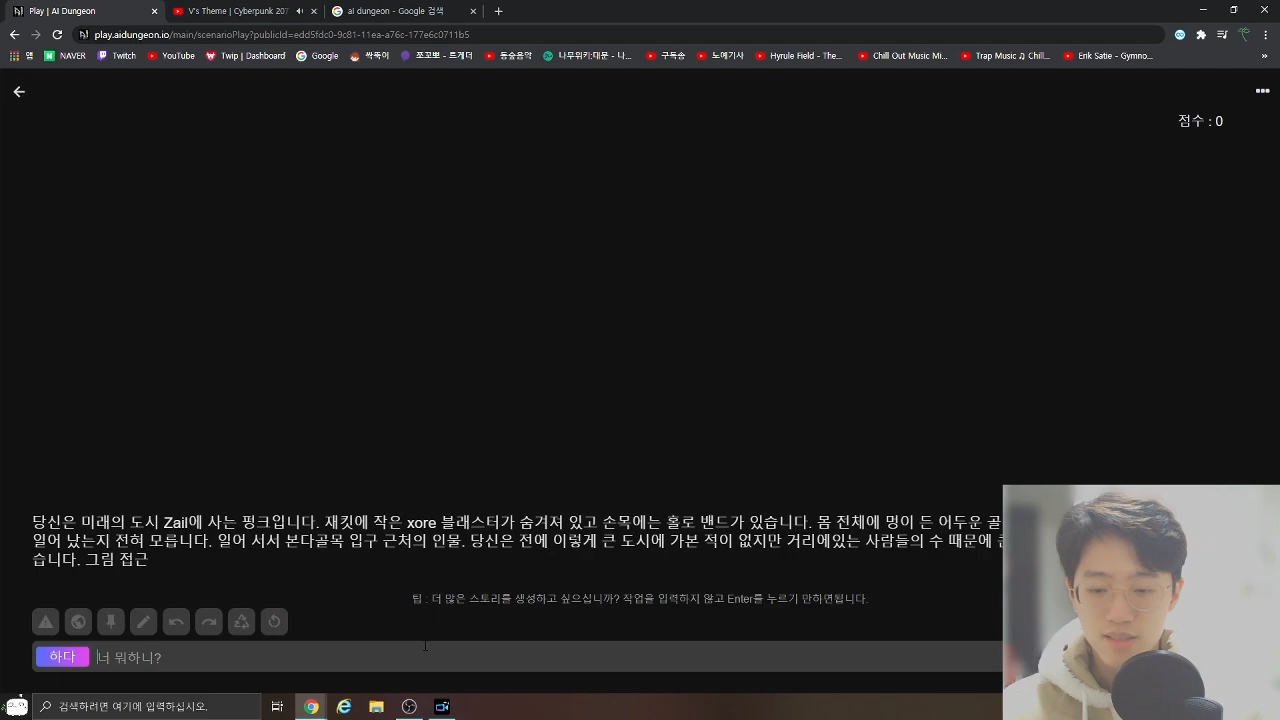 Play | AI Dungeon
V's Theme | Cyberpunk 207
ai dungeon - Google 검색
play.aidungeon.io/main/scenarioPlay?publicId=edd5fdc0-9c81-11ea-a76c-177e6c0711b5
앱
NAVER
Twitch
YouTube
Twip | Dashboard
Google
싹뚝이
쪼꼬뽀 - 트게더
동숲음악
나무위키:대문 - 나...
구독송
노예기사
Hyrule Field - The...
Chill Out Music Mi...
Trap Music ♫ Chill...
Erik Satie - Gymno...
»
점수 : 0
당신은 미래의 도시 Zail에 사는 펑크입니다. 재킷에 작은 xore 블래스터가 숨겨져 있고 손목에는 홀로 밴드가 있습니다. 몸 전체에 멍이 든 어두운 골
일어 났는지 전혀 모릅니다. 일어 서서 본다골목 입구 근처의 인물. 당신은 전에 이렇게 큰 도시에 가본 적이 없지만 거리에있는 사람들의 수 때문에
습니다. 그림 접근
팁 : 더 많은 스토리를 생성하고 싶으십니까? 작업을 입력하지 않고 Enter를 누르기 만하면됩니다.
하다
너 뭐하니?
검색하려면 여기에 입력하십시오.